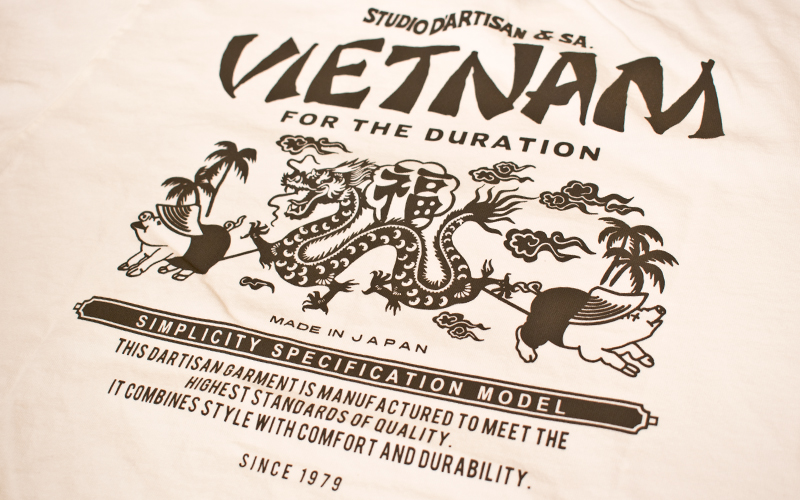 STUDIO D'ARTISAN & SA.
VIETNAM
FOR THE DURATION
福
MADE IN JAPAN
SIMPLICITY SPECIFICATION MODEL
THIS DARTISAN GARMENT IS MANUFACTURED TO MEET THE
HIGHEST STANDARDS OF QUALITY.
IT COMBINES STYLE WITH COMFORT AND DURABILITY.
SINCE 1979